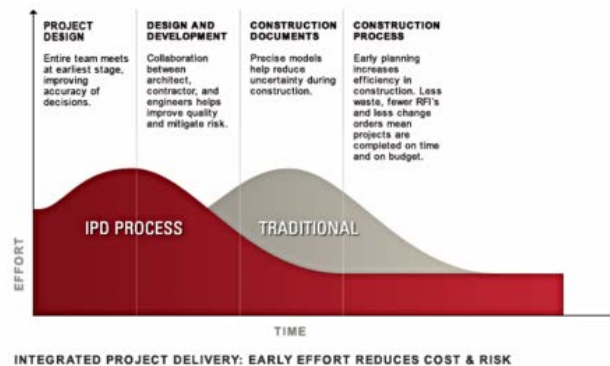 PROJECT
DESIGN
Entire team meets
at earliest stage,
improving
accuracy of
decisions.
DESIGN AND
DEVELOPMENT
Collaboration
between
architect,
contractor, and
engineers helps
improve quality
and mitigate risk.
CONSTRUCTION
DOCUMENTS
Precise models
help reduce
uncertainty during
construction.
CONSTRUCTION
PROCESS
Early planning
increases
efficiency in
construction. Less
waste, fewer RFI's
and less change
orders mean
projects are
completed on time
and on budget.
IPD PROCESS
TRADITIONAL
EFFORT
TIME
INTEGRATED PROJECT DELIVERY: EARLY EFFORT REDUCES COST & RISK